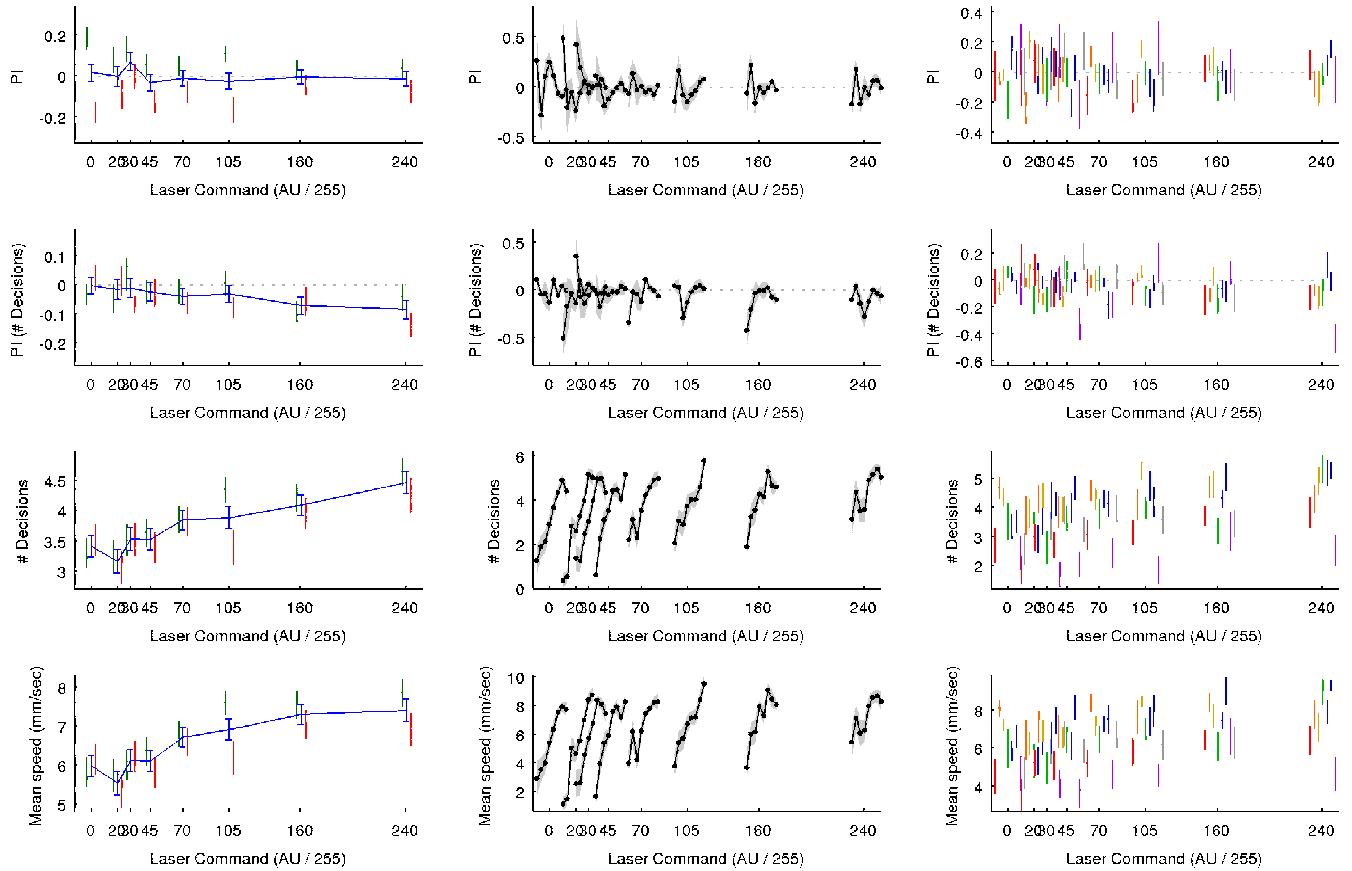 PI
0.2
0
-0.2
0 20 30 45 70 105 160 240
Laser Command (AU / 255)
PI
0.5
0
-0.5
0 20 30 45 70 105 160 240
Laser Command (AU / 255)
PI
0.4
0.2
0
-0.2
-0.4
0 20 30 45 70 105 160 240
Laser Command (AU / 255)
PI (# Decisions)
0.1
0
-0.1
-0.2
0 20 30 45 70 105 160 240
Laser Command (AU / 255)
PI (# Decisions)
0.5
0
-0.5
0 20 30 45 70 105 160 240
Laser Command (AU / 255)
PI (# Decisions)
0.2
0
-0.2
-0.4
-0.6
0 20 30 45 70 105 160 240
Laser Command (AU / 255)
# Decisions
4.5
4
3.5
3
0 20 30 45 70 105 160 240
Laser Command (AU / 255)
# Decisions
6
4
2
0
0 20 30 45 70 105 160 240
Laser Command (AU / 255)
# Decisions
5
4
3
2
0 20 30 45 70 105 160 240
Laser Command (AU / 255)
Mean speed (mm/sec)
8
7
6
5
0 20 30 45 70 105 160 240
Laser Command (AU / 255)
Mean speed (mm/sec)
10
8
6
4
2
0 20 30 45 70 105 160 240
Laser Command (AU / 255)
Mean speed (mm/sec)
8
6
4
0 20 30 45 70 105 160 240
Laser Command (AU / 255)